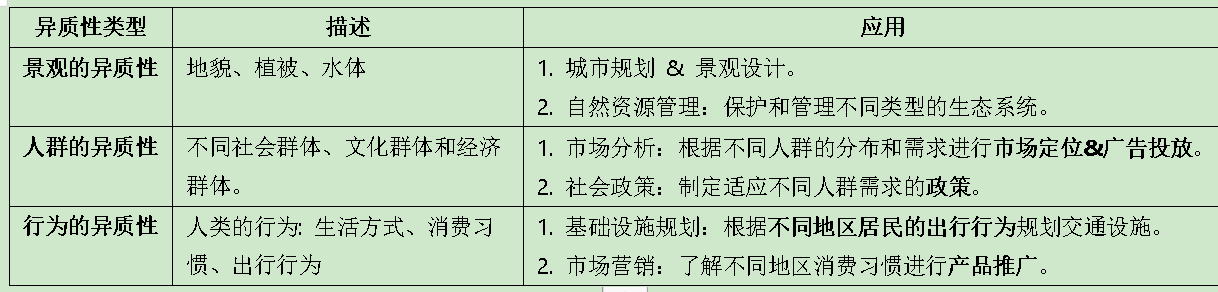 异质性类型 描述 应用
景观的异质性 地貌、植被、水体 1. 城市规划 & 景观设计。
2. 自然资源管理：保护和管理不同类型的生态系统。
人群的异质性 不同社会群体、文化群体和经济 1. 市场分析：根据不同人群的分布和需求进行市场定位&广告投放。
群体。 2. 社会政策：制定适应不同人群需求的政策。
行为的异质性 人类的行为: 生活方式、消费习 1. 基础设施规划：根据不同地区居民的出行行为规划交通设施。
惯、出行行为 2. 市场营销：了解不同地区消费习惯进行产品推广。